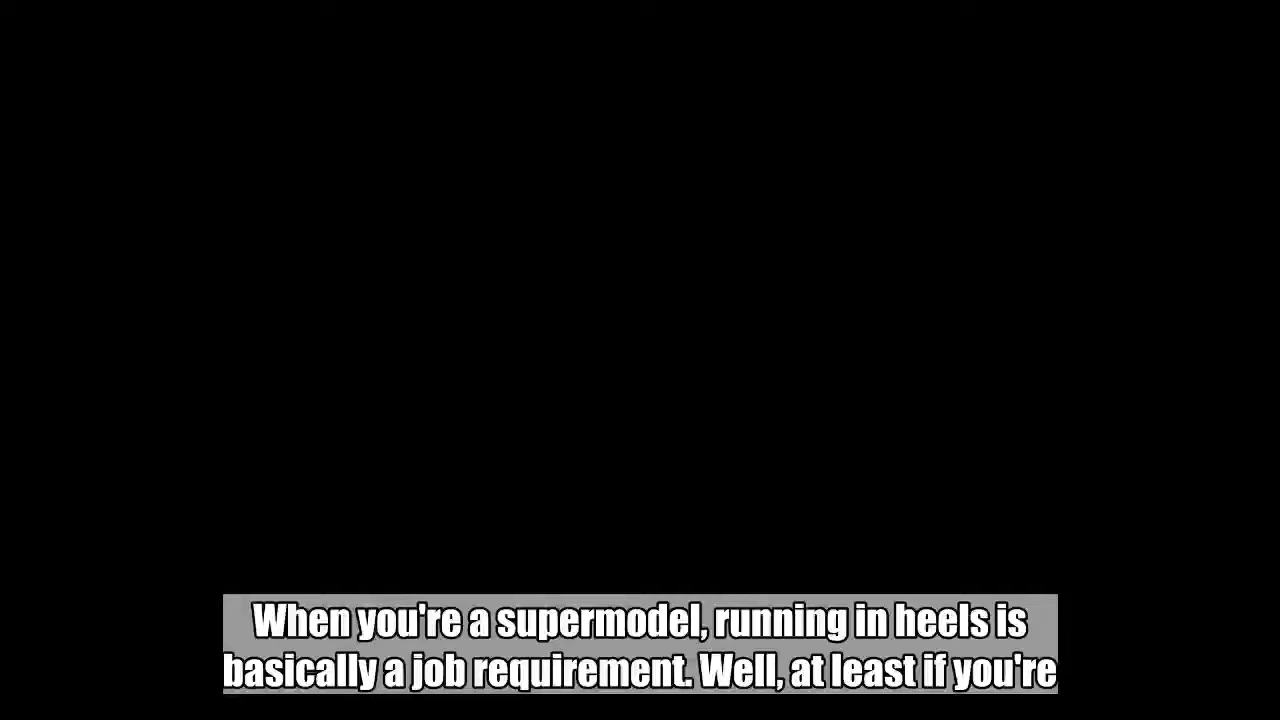 When you're a supermodel, running in heels is
basically a job requirement. Well, at least if you're